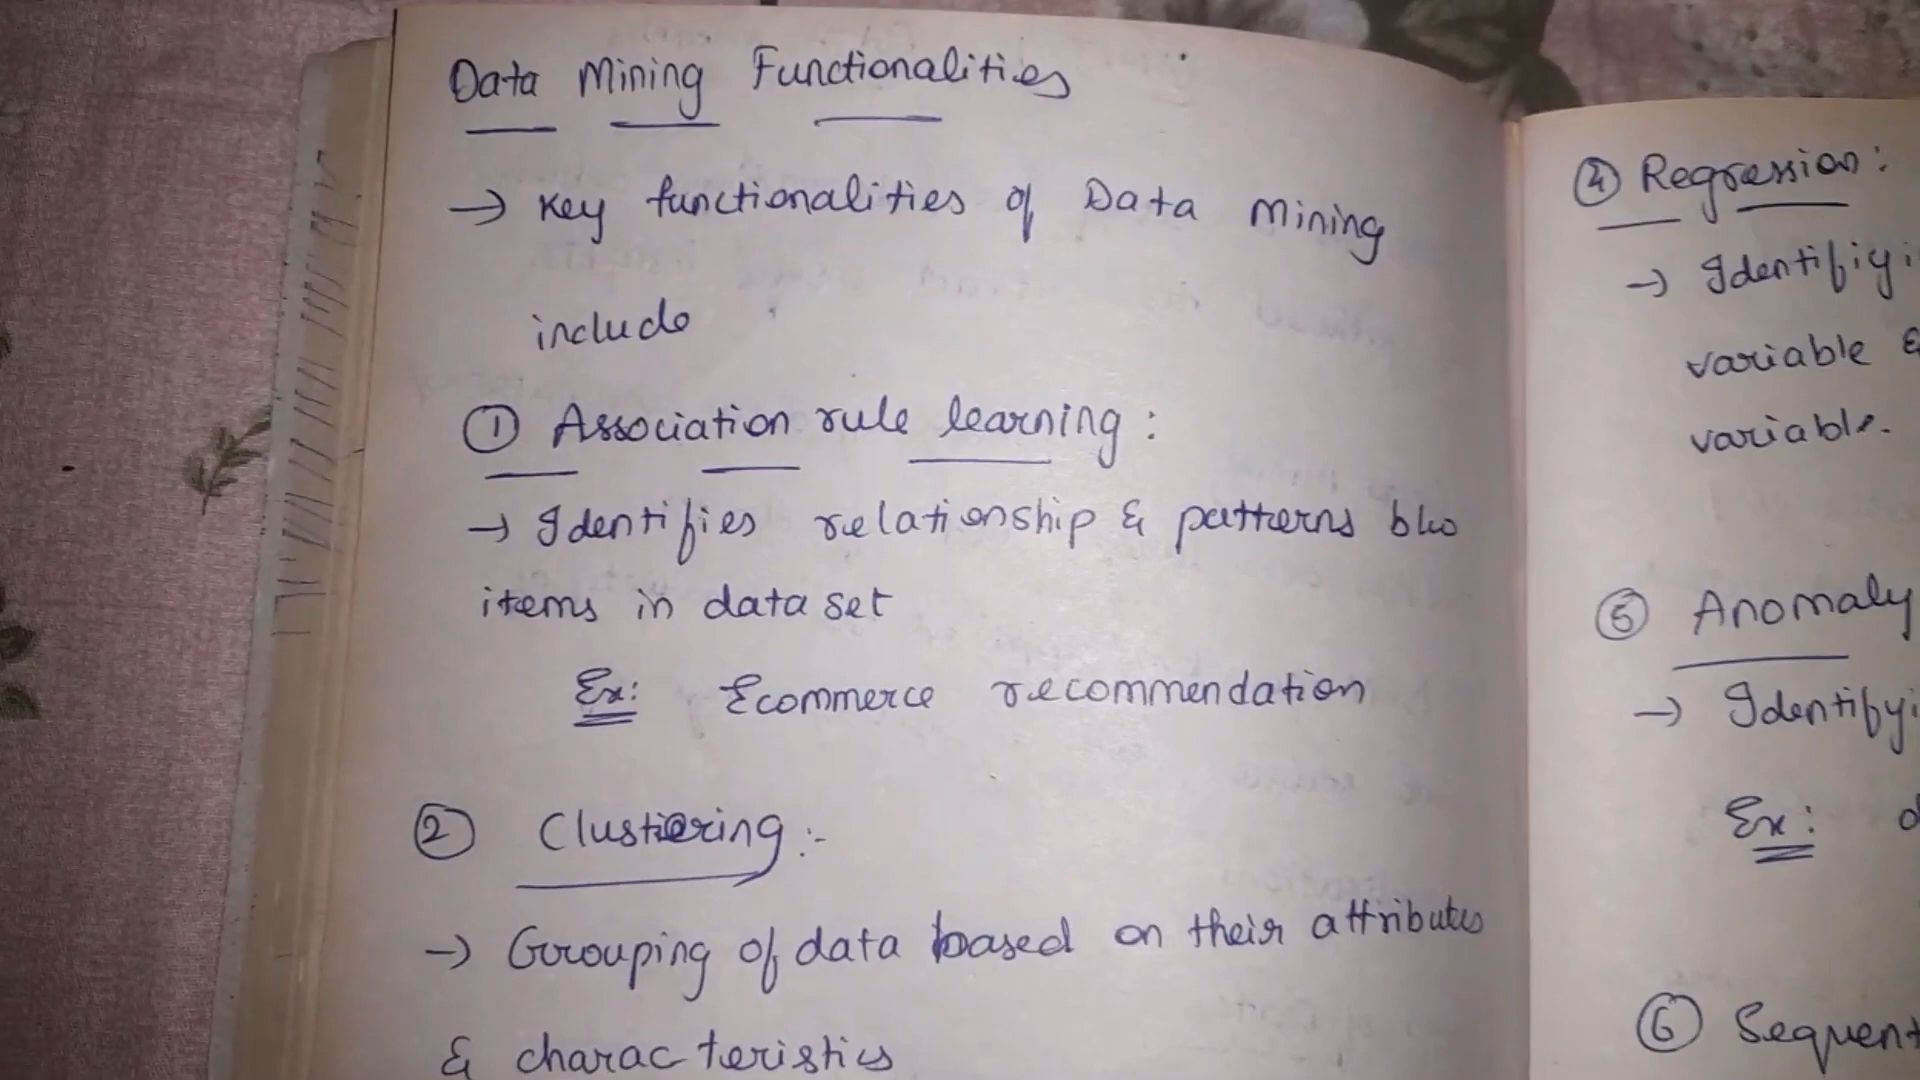 Data Mining Functionalities
→ Key functionalities of Data Mining
include
① Association rule learning:
→ Identifies relationship & patterns b/w
items in data set
Ex: Ecommerce recommendation
② Clustering:-
→ Grouping of data based on their attributes
& characteristics
④ Regression:
→ Identifiyi
variable &
variable.
⑤ Anomaly
→ Identifyi
Ex: d
⑥ Sequent